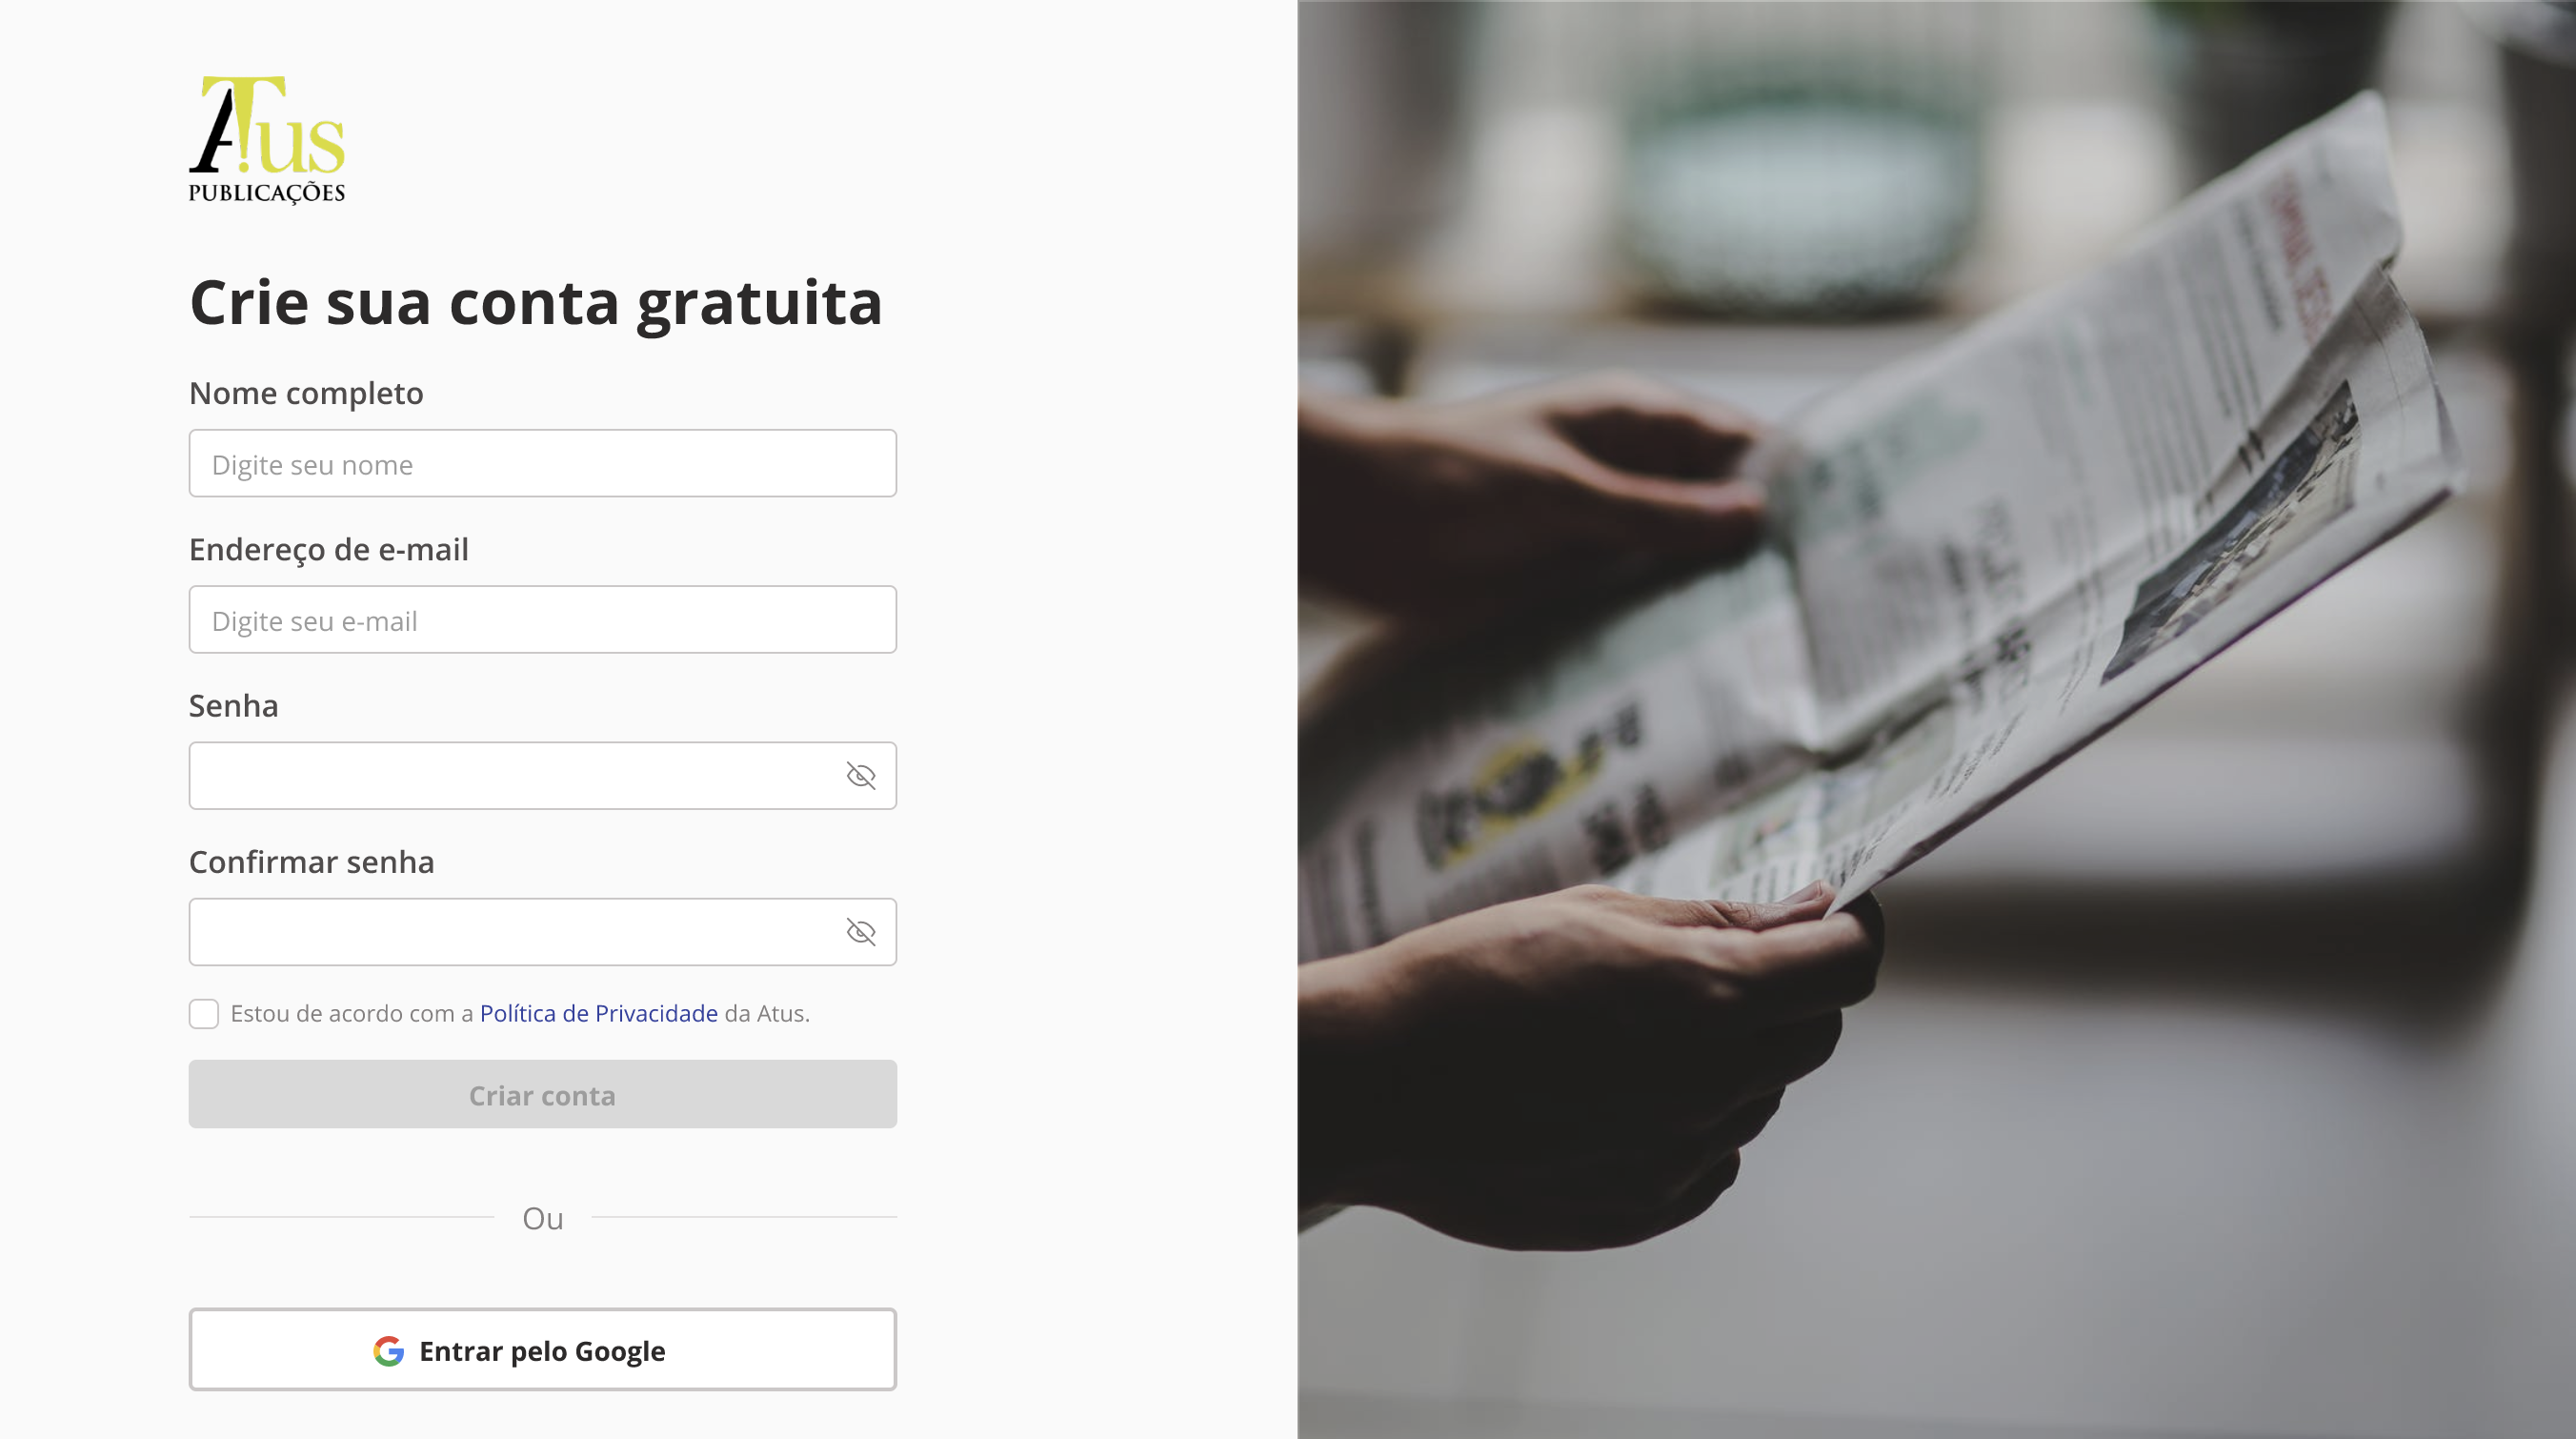 Atus
PUBLICAÇÕES
Crie sua conta gratuita
Nome completo
Digite seu nome
Endereço de e-mail
Digite seu e-mail
Senha
Confirmar senha
Estou de acordo com a Política de Privacidade da Atus.
Criar conta
Ou
Entrar pelo Google